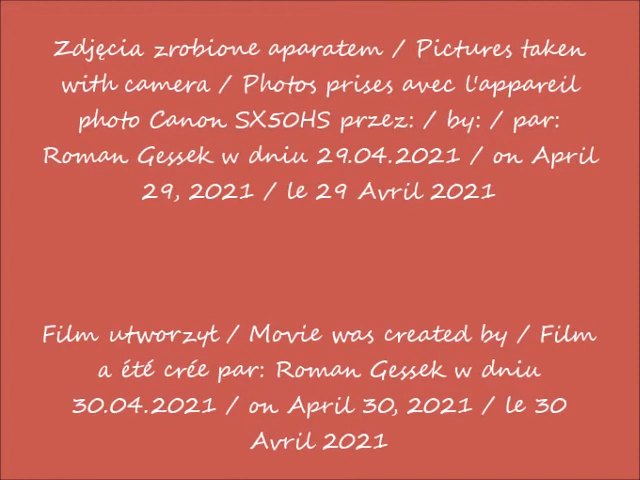 Zdjęcia zrobione aparatem / Pictures taken
with camera / Photos prises avec l'appareil
photo Canon SX50HS przez: / by: / par:
Roman Gessek w dniu 29.04.2021 / on April
29, 2021 / le 29 Avril 2021
Film utworzył / Movie was created by / Film
a été crée par: Roman Gessek w dniu
30.04.2021 / on April 30, 2021 / le 30
Avril 2021